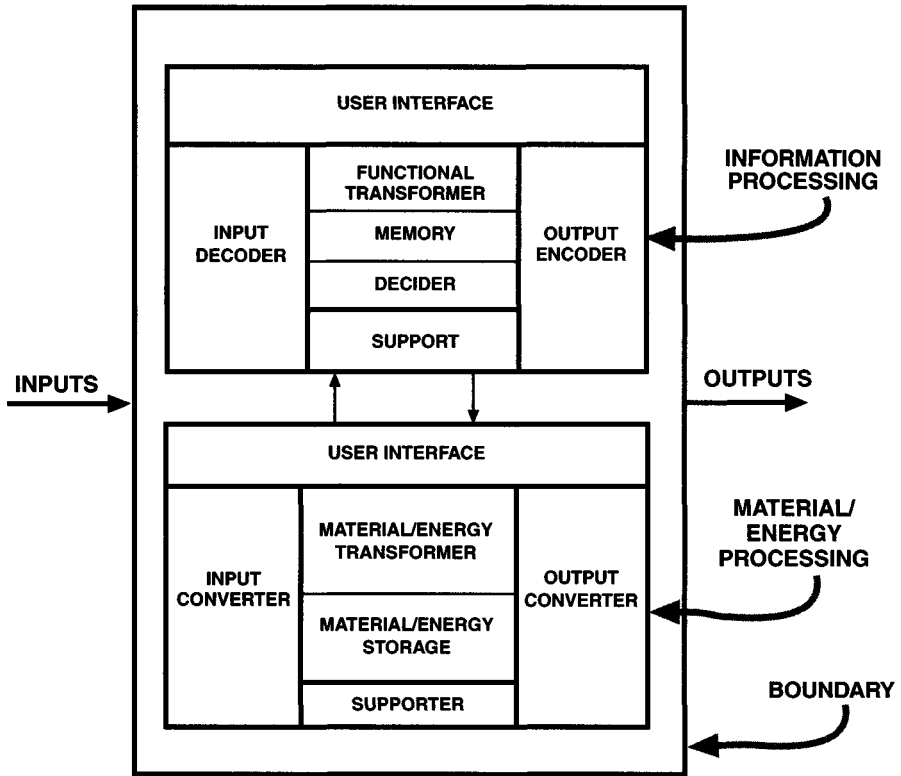 USER INTERFACE
INPUT
DECODER
FUNCTIONAL
TRANSFORMER
MEMORY
DECIDER
SUPPORT
OUTPUT
ENCODER
INFORMATION
PROCESSING
INPUTS
OUTPUTS
USER INTERFACE
INPUT
CONVERTER
MATERIAL/ENERGY
TRANSFORMER
MATERIAL/ENERGY
STORAGE
SUPPORTER
OUTPUT
CONVERTER
MATERIAL/
ENERGY
PROCESSING
BOUNDARY